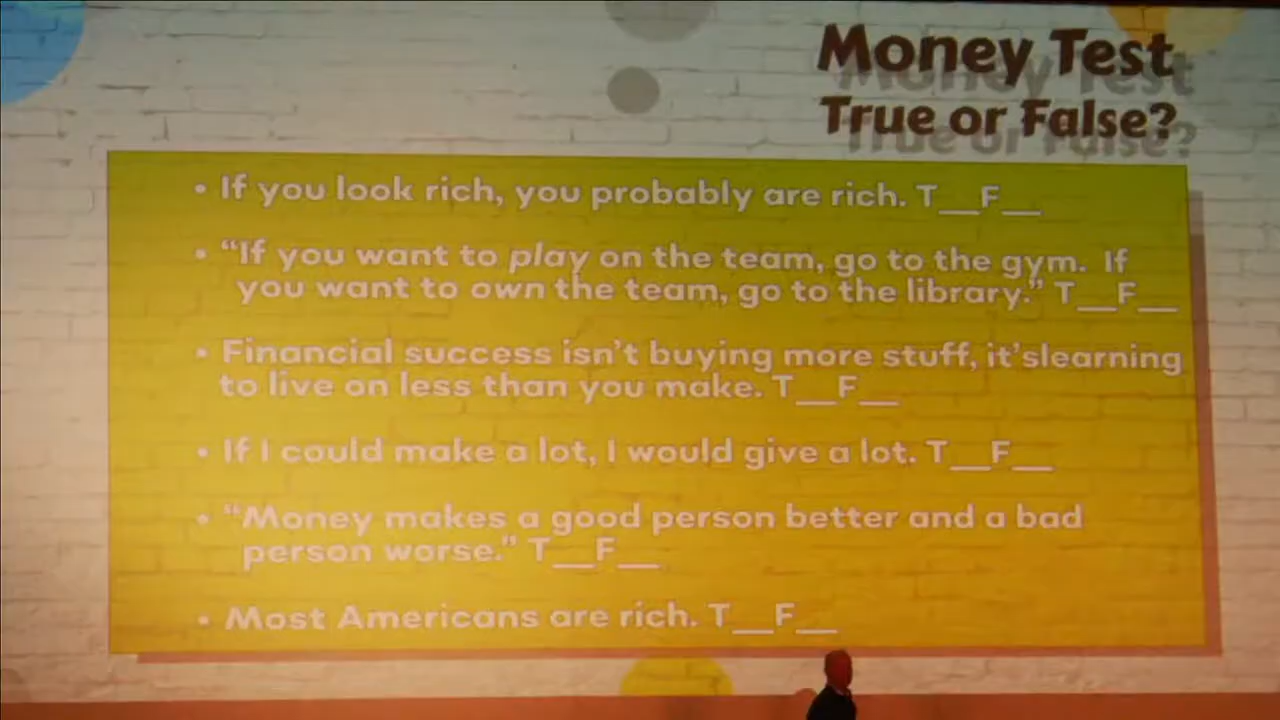 Money Test
True or False?
• If you look rich, you probably are rich. T__F__
• “If you want to play on the team, go to the gym. If
you want to own the team, go to the library.” T__F__
• Financial success isn’t buying more stuff, it’slearning
to live on less than you make. T__F__
• If I could make a lot, I would give a lot. T__F__
• “Money makes a good person better and a bad
person worse.” T__F__
• Most Americans are rich. T__F__